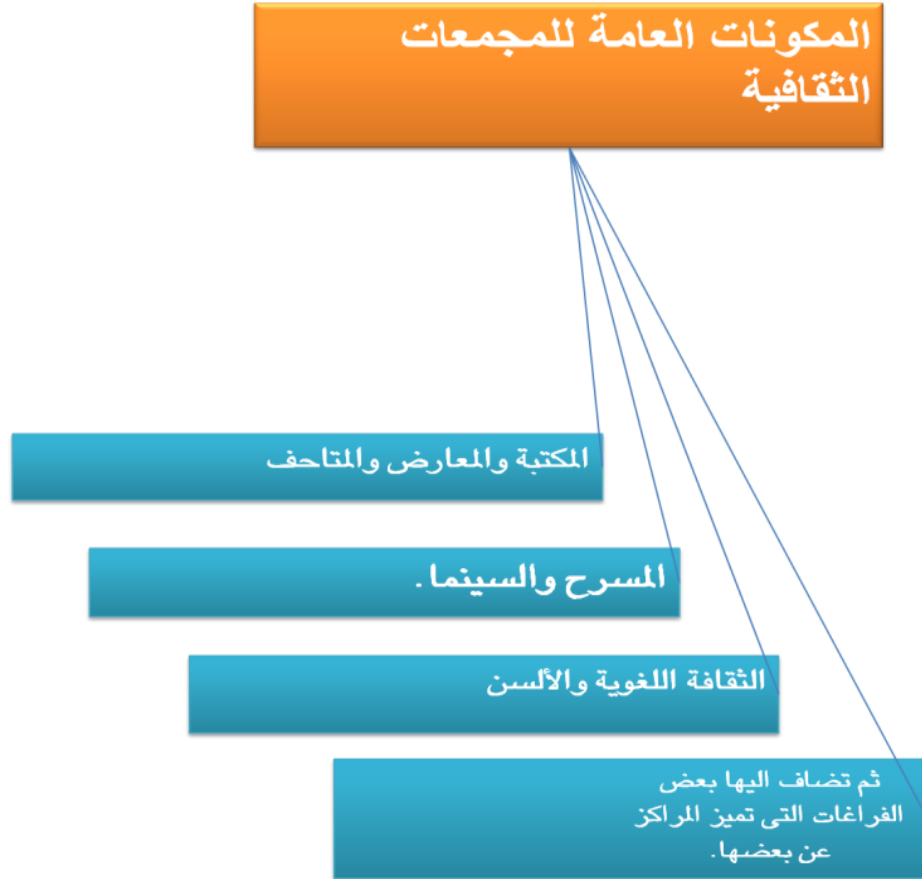 المكونات العامة للمجمعات
الثقافية
المكتبة والمعارض والمتاحف
المسرح والسينما .
الثقافة اللغوية والألسن
ثم تضاف اليها بعض
الفراغات التى تميز المراكز
عن بعضها.